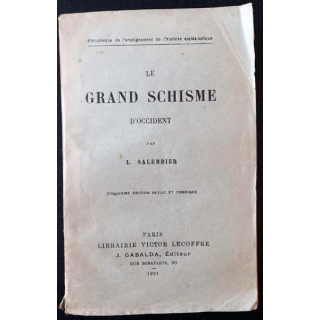 Bibliothèque de l'enseignement de l'histoire ecclésiastique
LE
GRAND SCHISME
D'OCCIDENT
PAR
L. SALEMBIER
CINQUIÈME ÉDITION REVUE ET CORRIGÉE
PARIS
LIBRAIRIE VICTOR LECOFFRE
J. GABALDA, Éditeur
RUE BONAPARTE, 90
1921